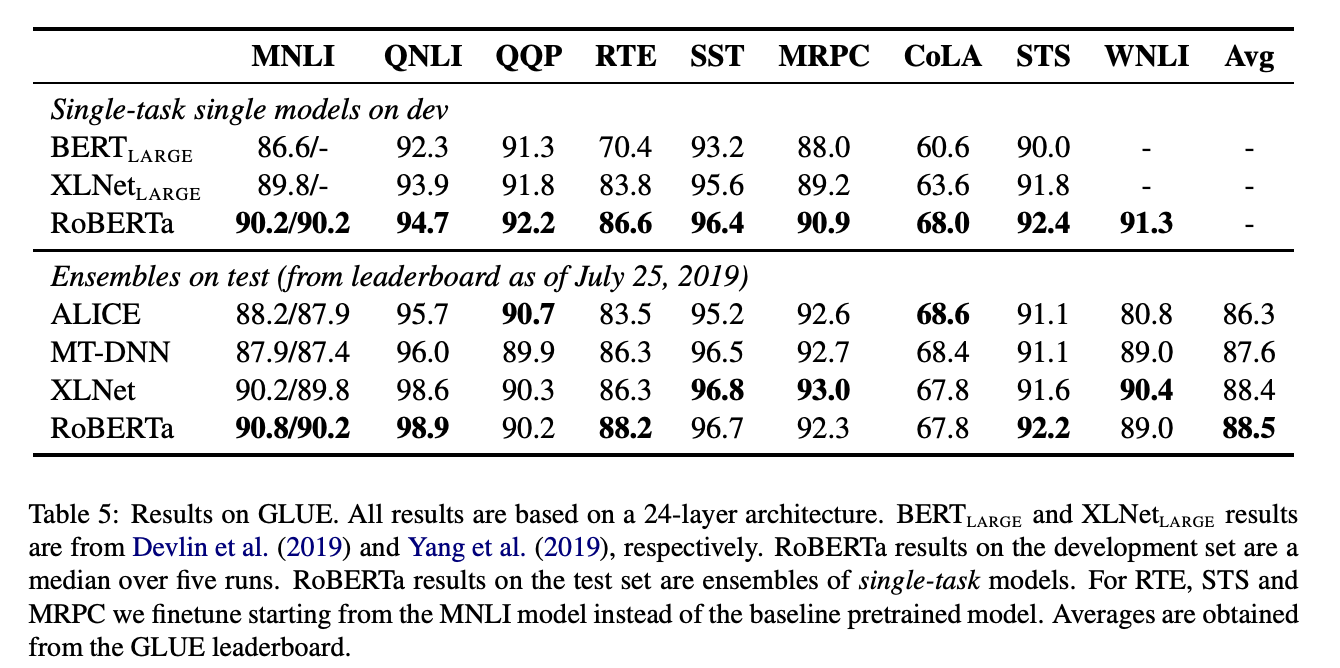 MNLI QNLI QQP RTE SST MRPC CoLA STS WNLI Avg
Single-task single models on dev
BERTLARGE 86.6/- 92.3 91.3 70.4 93.2 88.0 60.6 90.0 - -
XLNetLARGE 89.8/- 93.9 91.8 83.8 95.6 89.2 63.6 91.8 - -
RoBERTa 90.2/90.2 94.7 92.2 86.6 96.4 90.9 68.0 92.4 91.3 -
Ensembles on test (from leaderboard as of July 25, 2019)
ALICE 88.2/87.9 95.7 90.7 83.5 95.2 92.6 68.6 91.1 80.8 86.3
MT-DNN 87.9/87.4 96.0 89.9 86.3 96.5 92.7 68.4 91.1 89.0 87.6
XLNet 90.2/89.8 98.6 90.3 86.3 96.8 93.0 67.8 91.6 90.4 88.4
RoBERTa 90.8/90.2 98.9 90.2 88.2 96.7 92.3 67.8 92.2 89.0 88.5
Table 5: Results on GLUE. All results are based on a 24-layer architecture. BERTLARGE and XLNetLARGE results
are from Devlin et al. (2019) and Yang et al. (2019), respectively. RoBERTa results on the development set are a
median over five runs. RoBERTa results on the test set are ensembles of single-task models. For RTE, STS and
MRPC we finetune starting from the MNLI model instead of the baseline pretrained model. Averages are obtained
from the GLUE leaderboard.